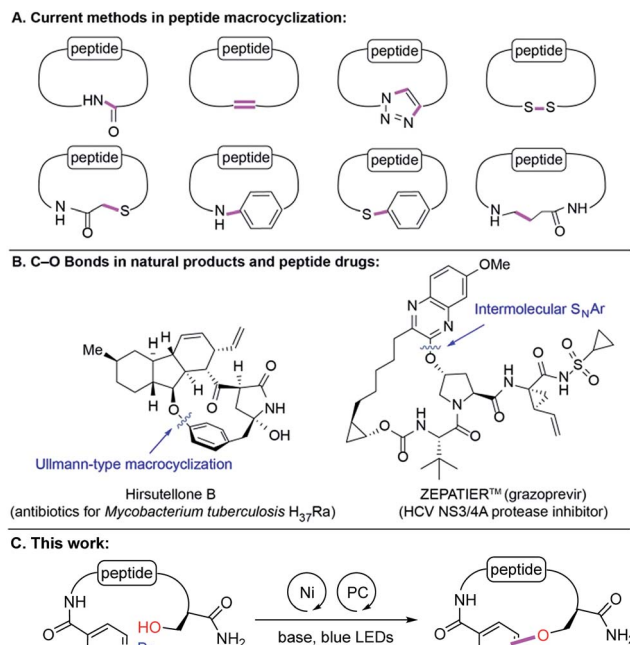 A. Current methods in peptide macrocyclization:
peptide peptide peptide peptide
HN O N N N S S
peptide peptide peptide peptide
N H O S N H S N H O NH
B. C–O Bonds in natural products and peptide drugs:
OMe
N N
Intermolecular SNAr
Me H H H H H O O
O NH OH
Ullmann-type macrocyclization
O O N O H N O N H S O O
O O H N O
Hirsutellone B
(antibiotics for Mycobacterium tuberculosis H37Ra)
ZEPATIER™ (grazoprevir)
(HCV NS3/4A protease inhibitor)
C. This work:
peptide peptide
NH O HO O NH2
Ni PC
base, blue LEDs
NH O O O NH2